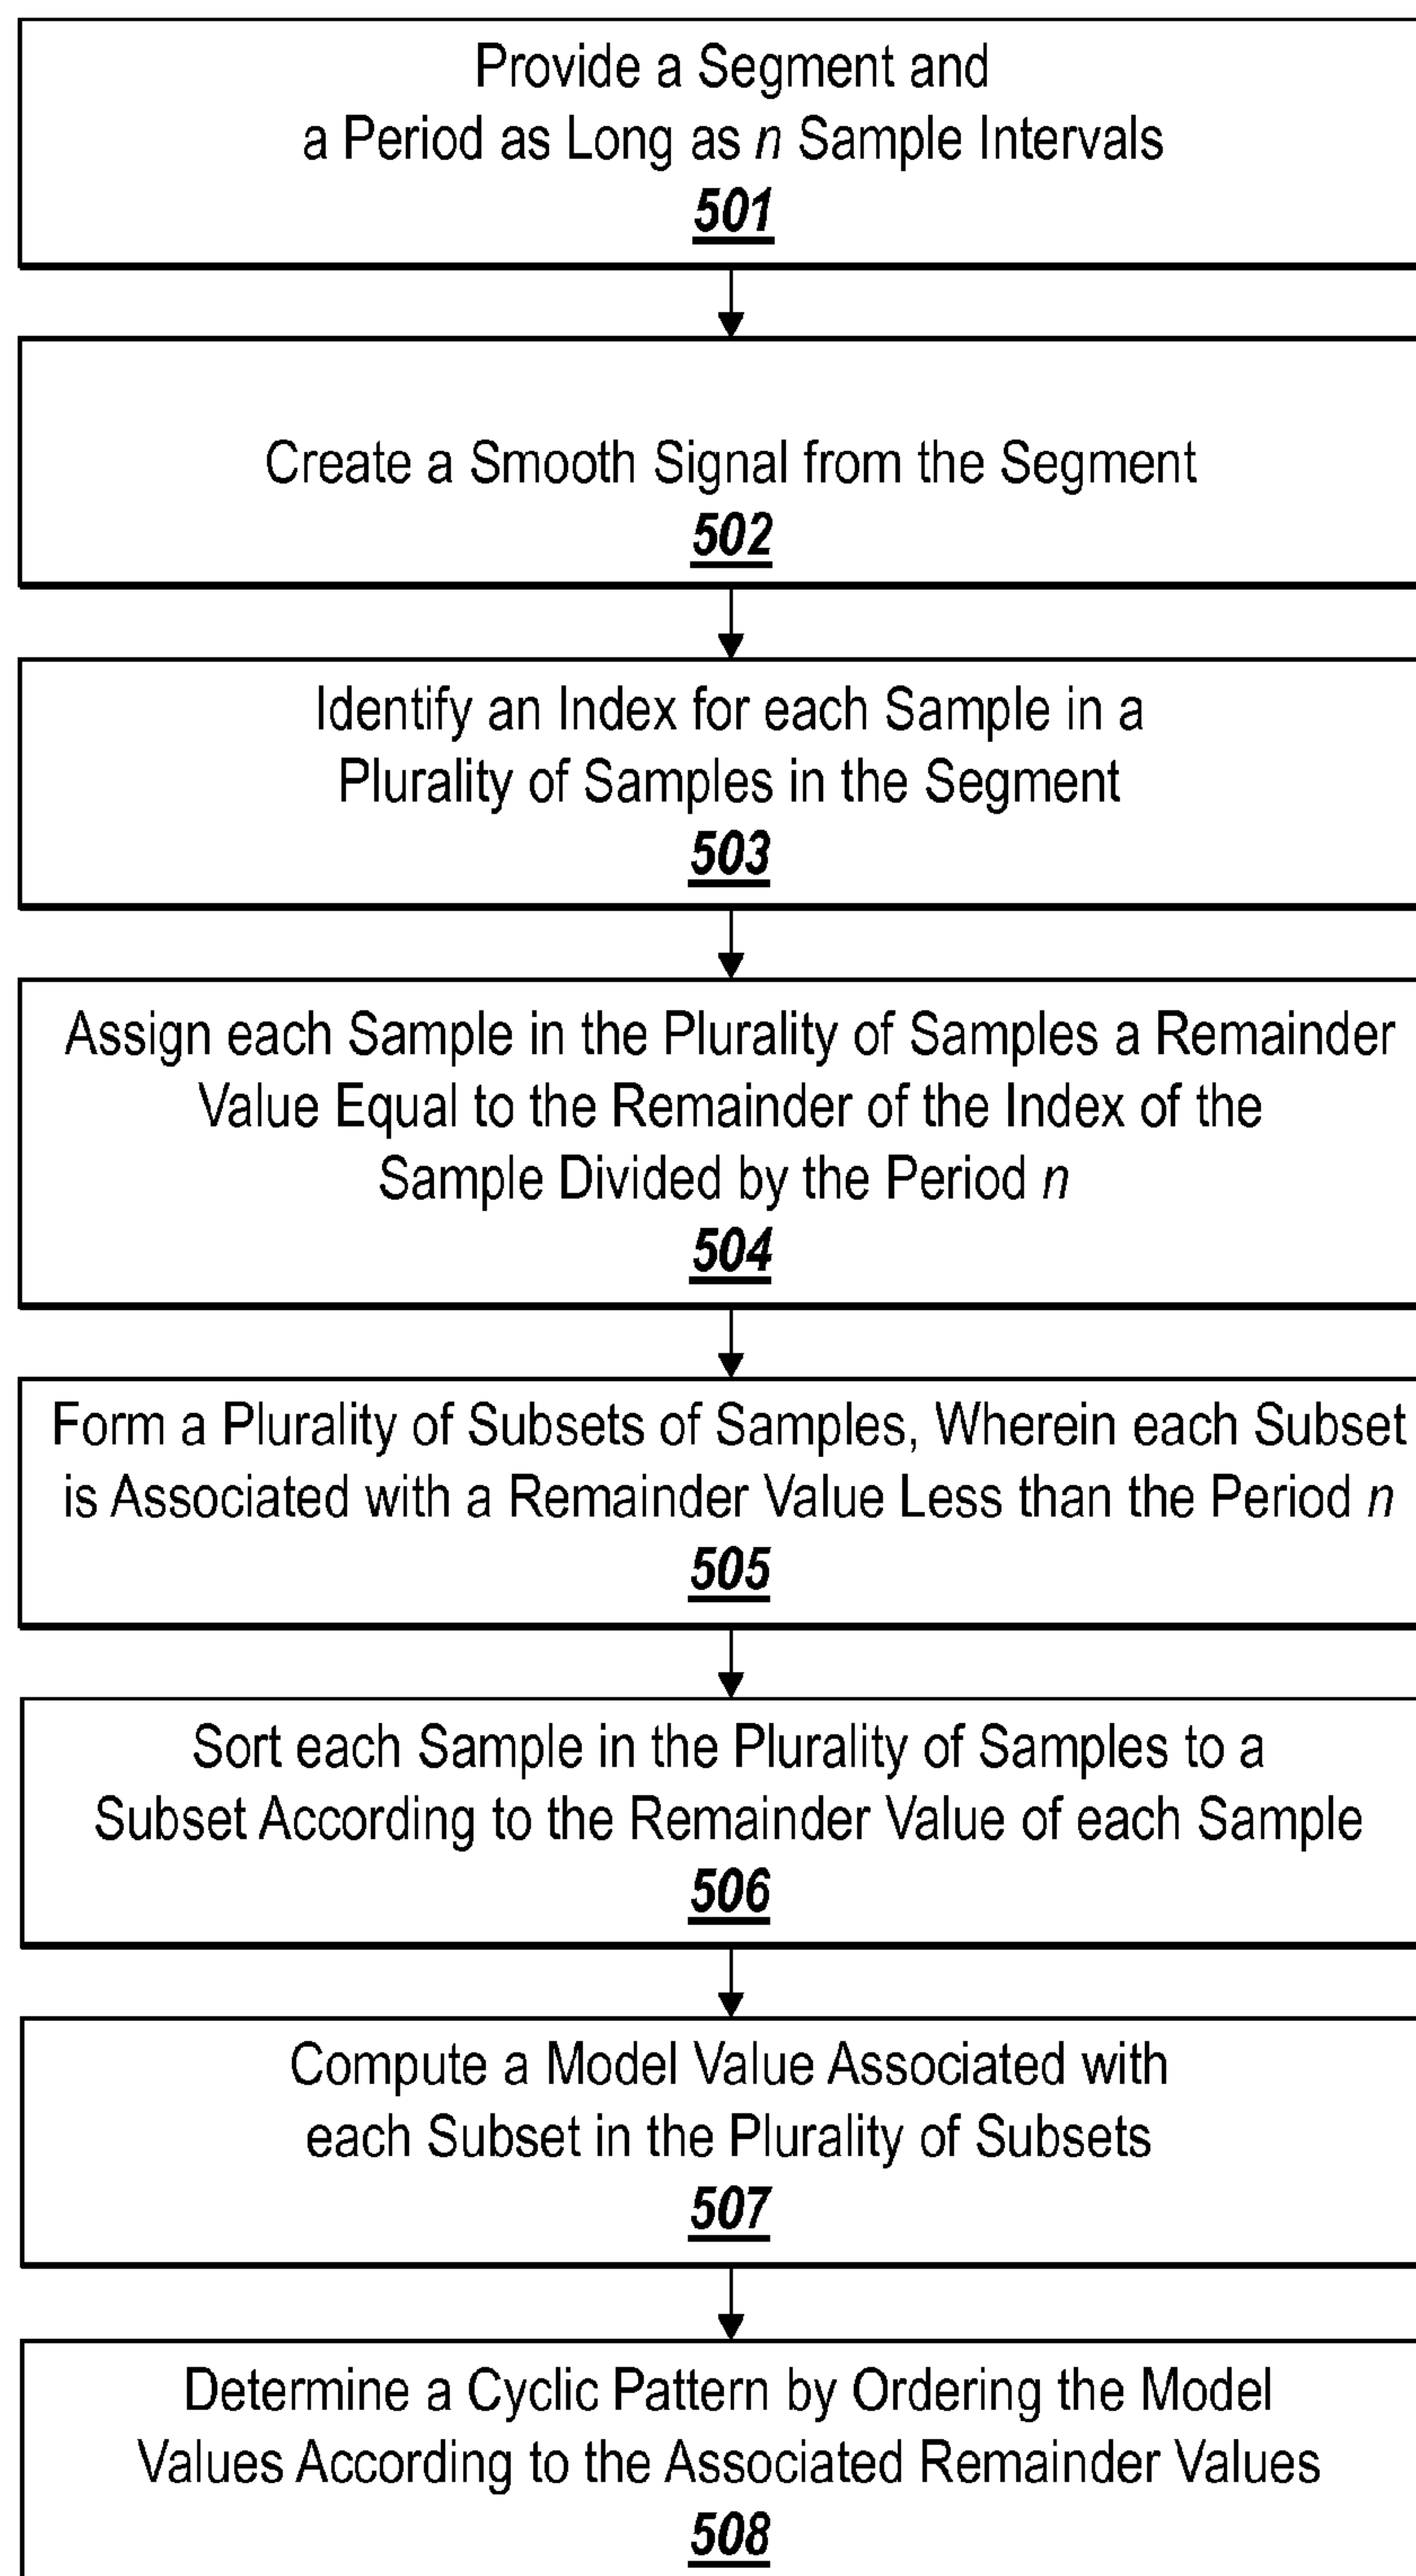 Provide a Segment and
a Period as Long as n Sample Intervals
501
Create a Smooth Signal from the Segment
502
Identify an Index for each Sample in a
Plurality of Samples in the Segment
503
Assign each Sample in the Plurality of Samples a Remainder
Value Equal to the Remainder of the Index of the
Sample Divided by the Period n
504
Form a Plurality of Subsets of Samples, Wherein each Subset
is Associated with a Remainder Value Less than the Period n
505
Sort each Sample in the Plurality of Samples to a
Subset According to the Remainder Value of each Sample
506
Compute a Model Value Associated with
each Subset in the Plurality of Subsets
507
Determine a Cyclic Pattern by Ordering the Model
Values According to the Associated Remainder Values
508